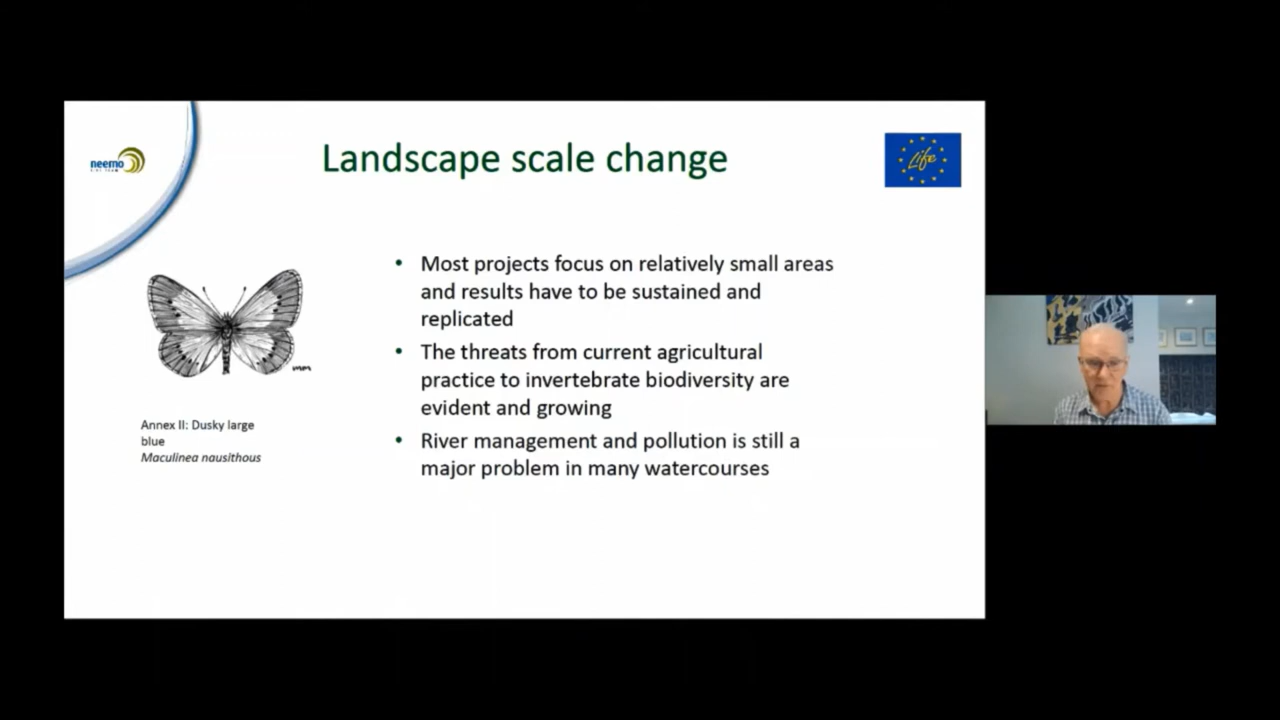 neemo
Landscape scale change
Life
• Most projects focus on relatively small areas
and results have to be sustained and
replicated
• The threats from current agricultural
practice to invertebrate biodiversity are
evident and growing
• River management and pollution is still a
major problem in many watercourses
mm
Annex II: Dusky large
blue
Maculinea nausithous